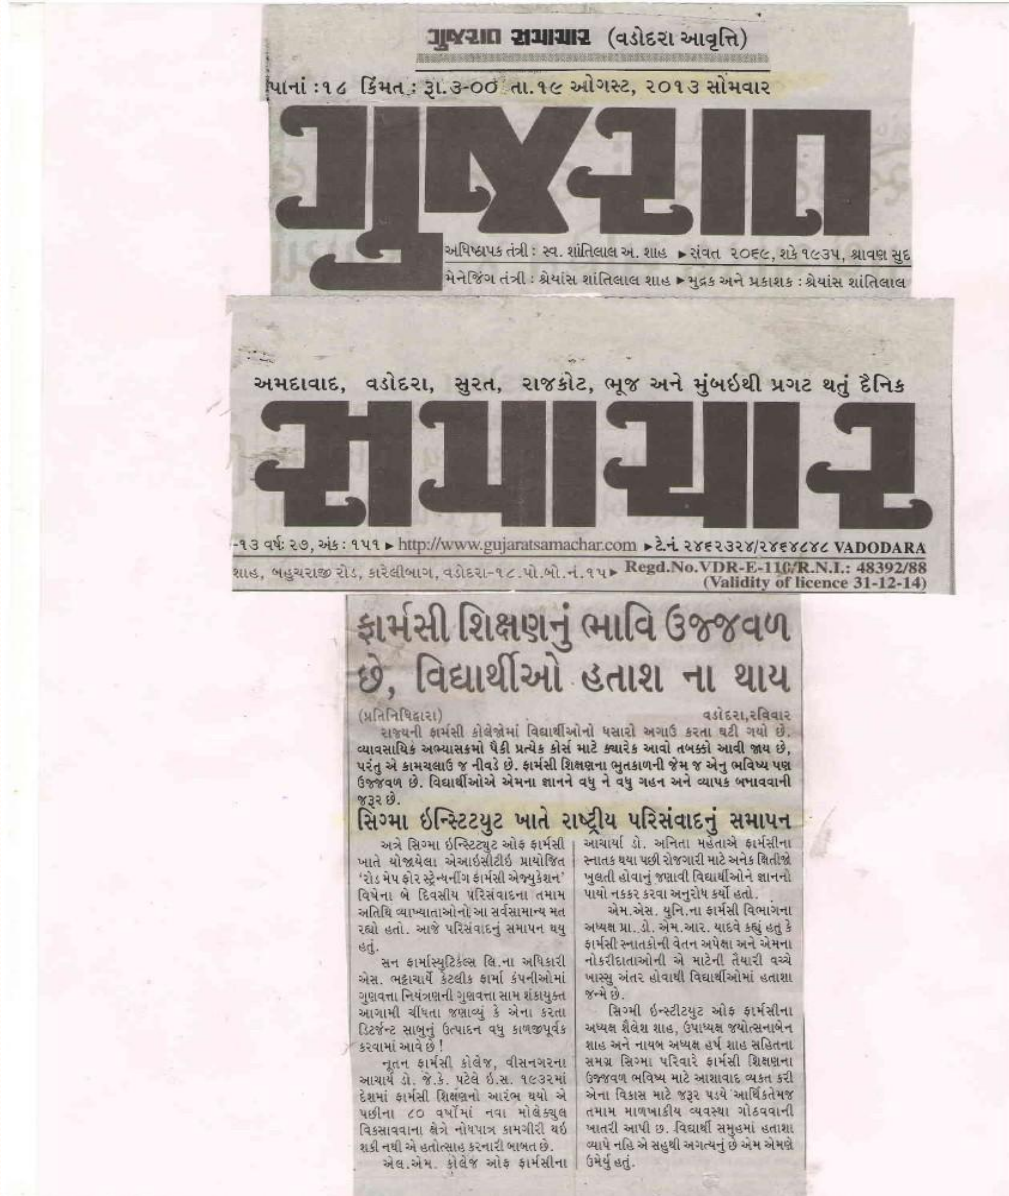 ગુજરાત સમાચાર (વડોદરા આવૃત્તિ)
પાનાં :૧૮ કિંમત : રૂા.૩-૦૦ તા.૧૯ ઓગસ્ટ, ૨૦૧૩ સોમવાર
ગુજરાત
અધિષ્ઠાપક તંત્રી : સ્વ. શાંતિલાલ અ. શાહ ▸સંવત ૨૦૬૯, શકે ૧૯૩૫, શ્રાવણ સુદ
મેનેજિંગ તંત્રી : શ્રેયાંસ શાંતિલાલ શાહ ▸મુદ્રક અને પ્રકાશક : શ્રેયાંસ શાંતિલાલ
અમદાવાદ, વડોદરા, સુરત, રાજકોટ, ભૂજ અને મુંબઇથી પ્રગટ થતું દૈનિક
સમાચાર
-૧૩ વર્ષ: ૨૭, અંક : ૧૫૧ ▸ http://www.gujaratsamachar.com ▸ટે.નં. ૨૪૬૨૩૨૪/૨૪૬૪૮૪૮ VADODARA
શાહ, બહુચરાજી રોડ, કારેલીબાગ, વડોદરા-૧૮.પો.બો.નં.૧૫▸ Regd.No.VDR-E-110/R.N.I.: 48392/88
(Validity of licence 31-12-14)
ફાર્મસી શિક્ષણનું ભાવિ ઉજ્જવળ
છે, વિદ્યાર્થીઓ હતાશ ના થાય
(પ્રતિનિધિદ્વારા) વડોદરા,રવિવાર
રાજ્યની ફાર્મસી કોલેજોમાં વિદ્યાર્થીઓનો ધસારો અગાઉ કરતા ઘટી ગયો છે.
વ્યાવસાયિક અભ્યાસક્રમો પૈકી પ્રત્યેક કોર્સ માટે ક્યારેક આવો તબક્કો આવી જાય છે,
પરંતુ એ કામચલાઉ જ નીવડે છે. ફાર્મસી શિક્ષણના ભુતકાળની જેમ જ એનુ ભવિષ્ય પણ
ઉજ્જવળ છે. વિદ્યાર્થીઓએ એમના જ્ઞાનને વધુ ને વધુ ગહન અને વ્યાપક બનાવવાની
જરૂર છે.
સિગ્મા ઇન્સ્ટિટયુટ ખાતે રાષ્ટ્રીય પરિસંવાદનું સમાપન
અત્રે સિગ્મા ઇન્સ્ટિટ્યુટ ઓફ ફાર્મસી
ખાતે યોજાયેલા એઆઇસીટીઇ પ્રાયોજિત
'રોડ મેપ ફોર સ્ટ્રેન્ધનીંગ ફાર્મસી એજ્યુકેશન'
વિષેના બે દિવસીય પરિસંવાદના તમામ
અતિથિ વ્યાખ્યાતાઓનો આ સર્વસામાન્ય મત
રહ્યો હતો. આજે પરિસંવાદનું સમાપન થયુ
હતું.
સન ફાર્માસ્યુટિકલ્સ લિ.ના અધિકારી
એસ. ભટ્ટાચાર્યે કેટલીક ફાર્મા કંપનીઓમાં
ગુણવત્તા નિયંત્રણની ગુણવત્તા સામ શંકાયુક્ત
આગામી ચીંધતા જણાવ્યું કે એના કરતા
ડિટર્જન્ટ સાબુનું ઉત્પાદન વધુ કાળજીપૂર્વક
કરવામાં આવે છે !
નૂતન ફાર્મસી કોલેજ, વીસનગરના
આચાર્ય ડો. જે.કે. પટેલે ઇ.સ. ૧૯૩૨માં
દેશમાં ફાર્મસી શિક્ષણનો આરંભ થયો એ
પછીના ૮૦ વર્ષોમાં નવા મોલેક્યુલ
વિકસાવવાના ક્ષેત્રે નોંધપાત્ર કામગીરી થઇ
શકી નથી એ હતોત્સાહ કરનારી બાબત છે.
એલ.એમ. કોલેજ ઓફ ફાર્મસીના
આચાર્યા ડો. અનિતા મહેતાએ ફાર્મસીના
સ્નાતક થયા પછી રોજગારી માટે અનેક ક્ષિતીજો
ખુલતી હોવાનું જણાવી વિદ્યાર્થીઓને જ્ઞાનનો
પાયો નક્કર કરવા અનુરોધ કર્યો હતો.
એમ.એસ. યુનિ.ના ફાર્મસી વિભાગના
અધ્યક્ષ પ્રા..ડો. એમ.આર. યાદવે કહ્યું હતુ કે
ફાર્મસી સ્નાતકોની વેતન અપેક્ષા અને એમના
નોકરીદાતાઓની એ માટેની તૈયારી વચ્ચે
ખાસ્સુ અંતર હોવાથી વિદ્યાર્થીઓમાં હતાશા
જન્મે છે.
સિગ્મી ઇન્સ્ટીટયુટ ઓફ ફાર્મસીના
અધ્યક્ષ શૈલેશ શાહ, ઉપાધ્યક્ષ જયોત્સનાબેન
શાહ અને નાયબ અધ્યક્ષ હર્ષ શાહ સહિતના
સમગ્ર સિગ્મા પરિવારે ફાર્મસી શિક્ષણના
ઉજ્જવળ ભવિષ્ય માટે આશાવાદ વ્યકત કરી
એના વિકાસ માટે જરૂર પડયે આર્થિકતેમજ
તમામ માળખાકીય વ્યવસ્થા ગોઠવવાની
ખાતરી આપી છ. વિદ્યાર્થી સમુહમાં હતાશા
વ્યાપે નહિ એ સહુથી અગત્યનું છે એમ એમણે
ઉમેર્યું હતું.